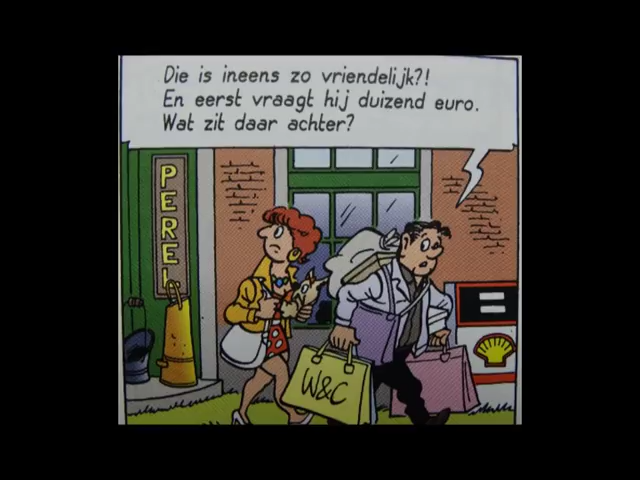 Die is ineens zo vriendelijk?!
En eerst vraagt hij duizend euro.
Wat zit daar achter?
PEREL
W&C